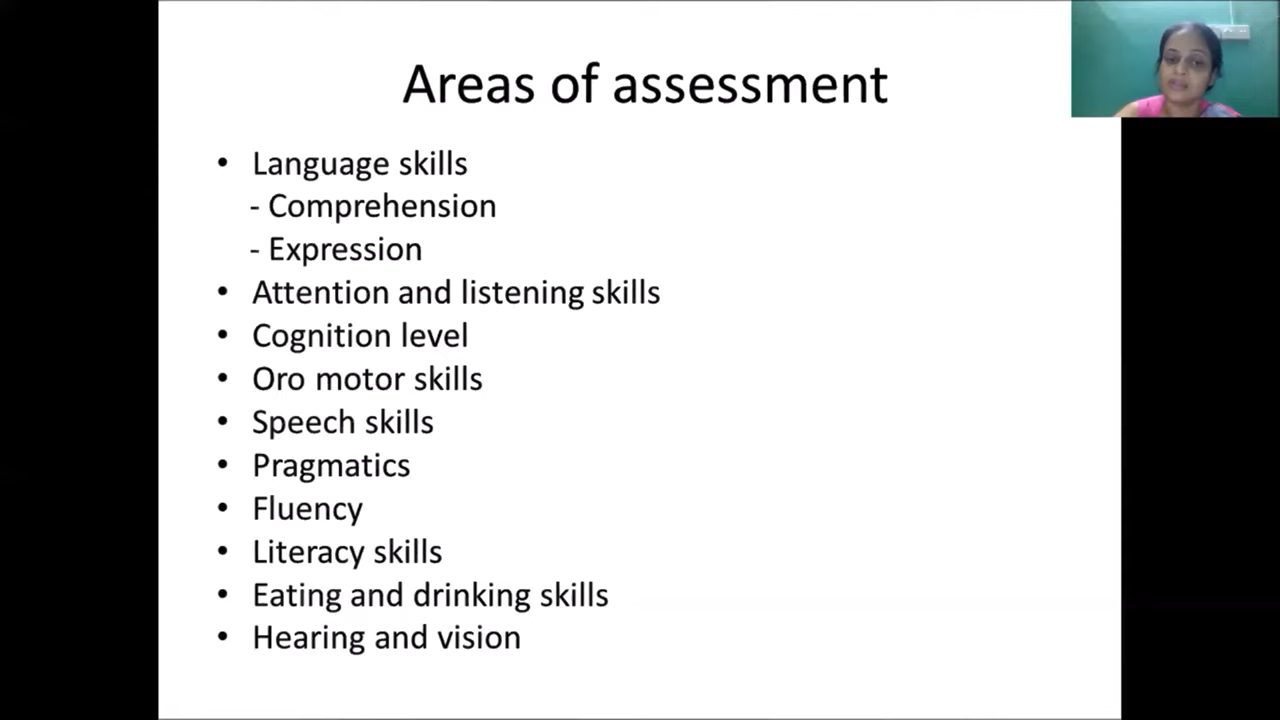 Areas of assessment
• Language skills
- Comprehension
- Expression
• Attention and listening skills
• Cognition level
• Oro motor skills
• Speech skills
• Pragmatics
• Fluency
• Literacy skills
• Eating and drinking skills
• Hearing and vision